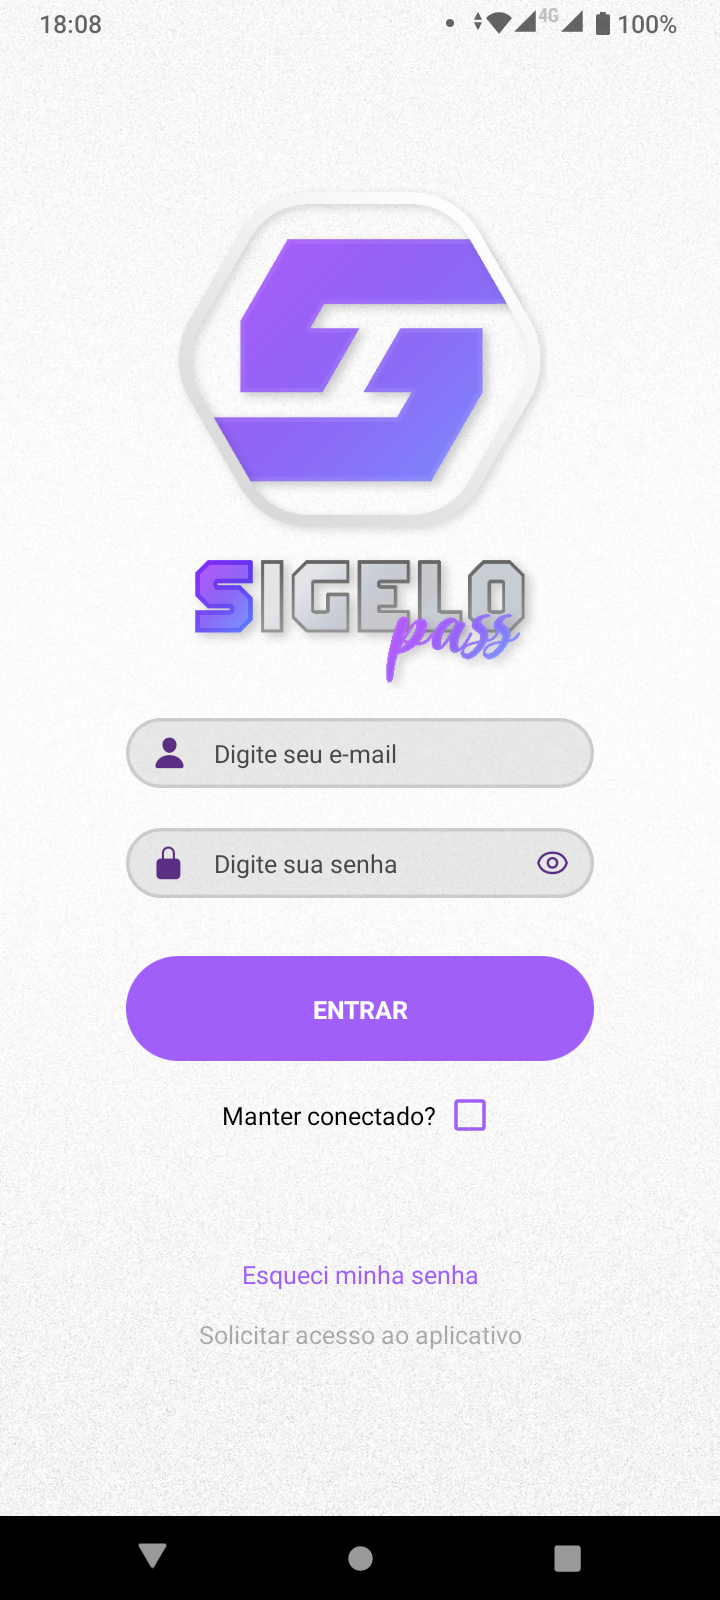 18:08
4G
100%
SIGELO
pass
Digite seu e-mail
Digite sua senha
ENTRAR
Manter conectado?
Esqueci minha senha
Solicitar acesso ao aplicativo